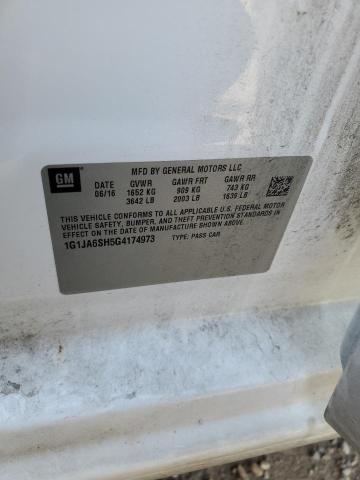 GM
MFD BY GENERAL MOTORS LLC
DATE GVWR GAWR FRT GAWR RR
06/16 1652 KG 909 KG 743 KG
3642 LB 2003 LB 1639 LB
THIS VEHICLE CONFORMS TO ALL APPLICABLE U.S. FEDERAL MOTOR
VEHICLE SAFETY, BUMPER, AND THEFT PREVENTION STANDARDS IN
EFFECT ON THE DATE OF MANUFACTURE SHOWN ABOVE.
1G1JA6SH5G4174973 TYPE: PASS CAR